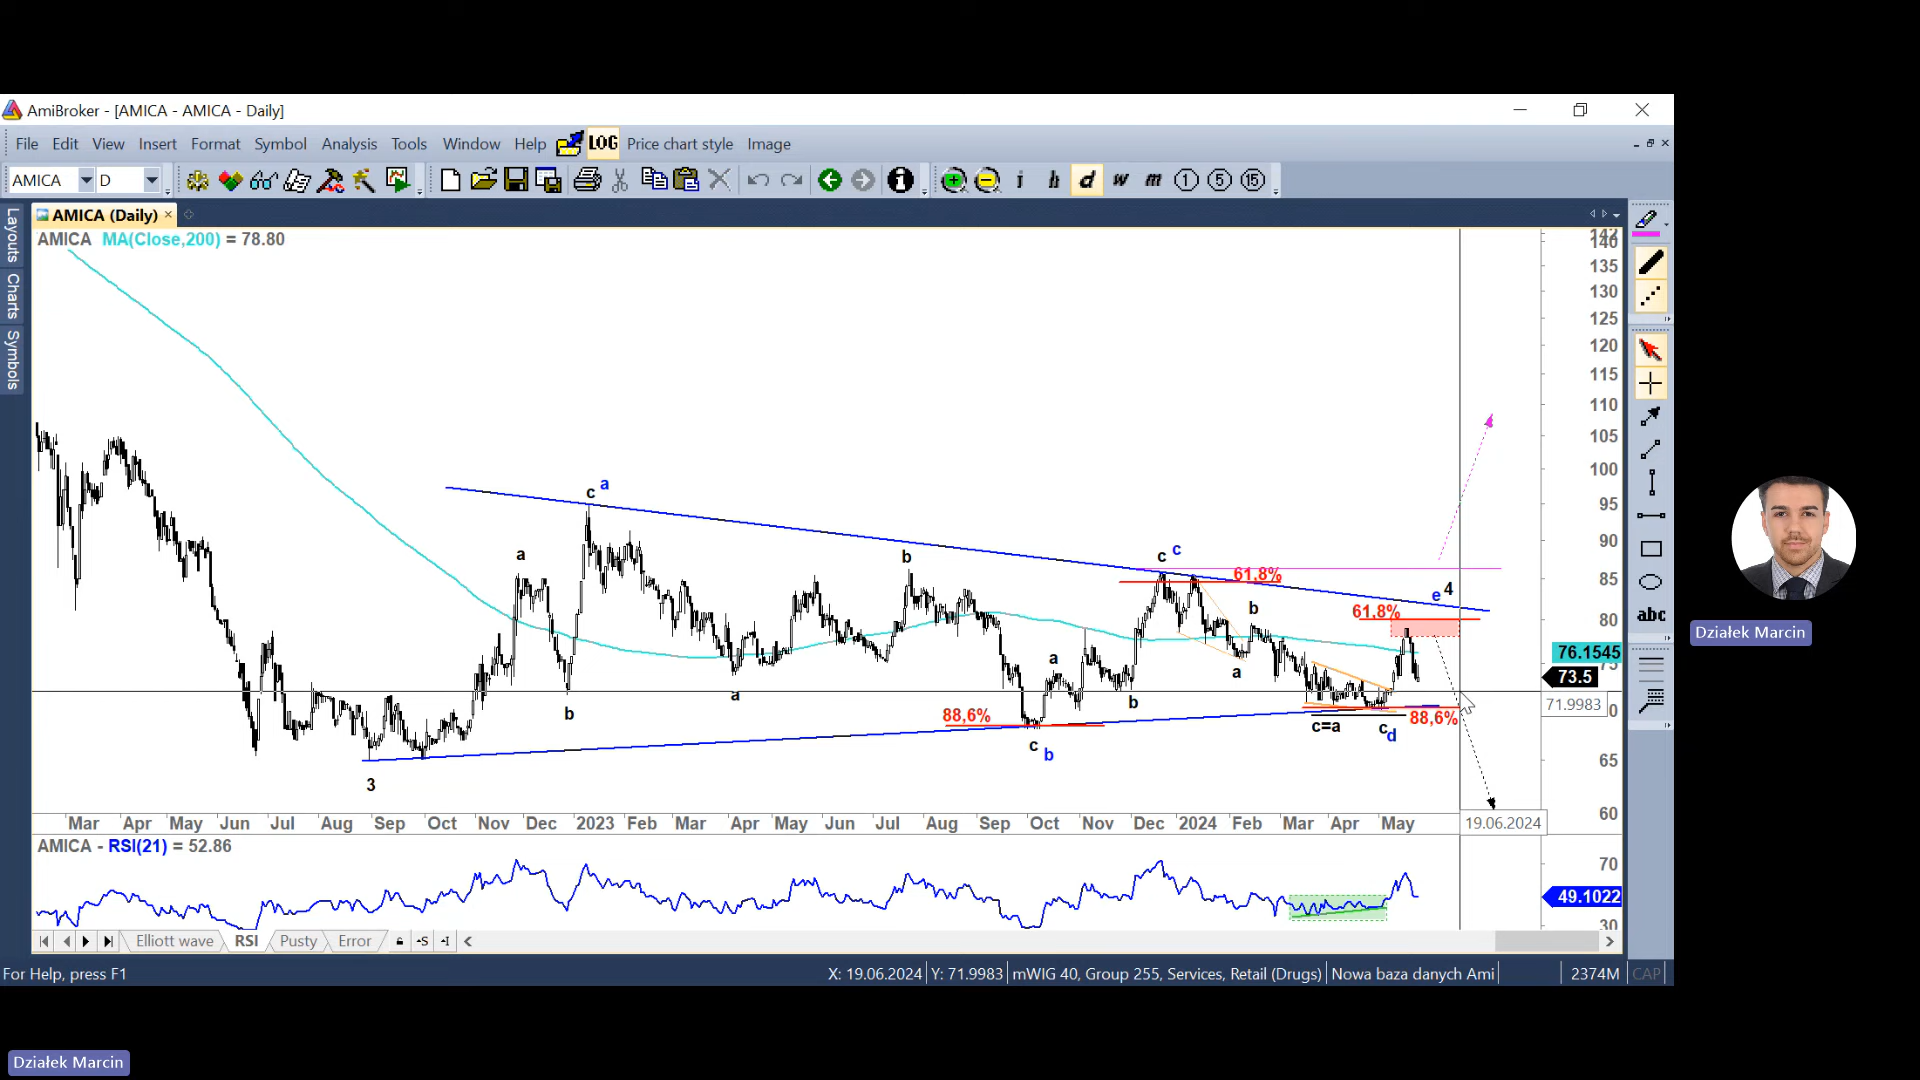 AmiBroker - [AMICA - AMICA - Daily]
File Edit View Insert Format Symbol Analysis Tools Window Help LOG Price chart style Image
AMICA D i h d w m 1 5 15
AMICA (Daily)
Layouts
Charts
Symbols
AMICA MA(Close,200) = 78.80
140
135
130
125
120
115
110
105
100
95
90
85
80
76.1545
73.5
71.9983
65
60
c a
a
b
c c
61,8%
e 4
61,8%
b
a
a
b
a
b
88,6%
c b
c=a
c d
88,6%
3
abc
Mar Apr May Jun Jul Aug Sep Oct Nov Dec 2023 Feb Mar Apr May Jun Jul Aug Sep Oct Nov Dec 2024 Feb Mar Apr May 19.06.2024
AMICA - RSI(21) = 52.86
70
49.1022
30
Elliott wave RSI Pusty Error
For Help, press F1
X: 19.06.2024 Y: 71.9983 mWIG 40, Group 255, Services, Retail (Drugs) Nowa baza danych Ami 2374M CAP
Działek Marcin
Działek Marcin